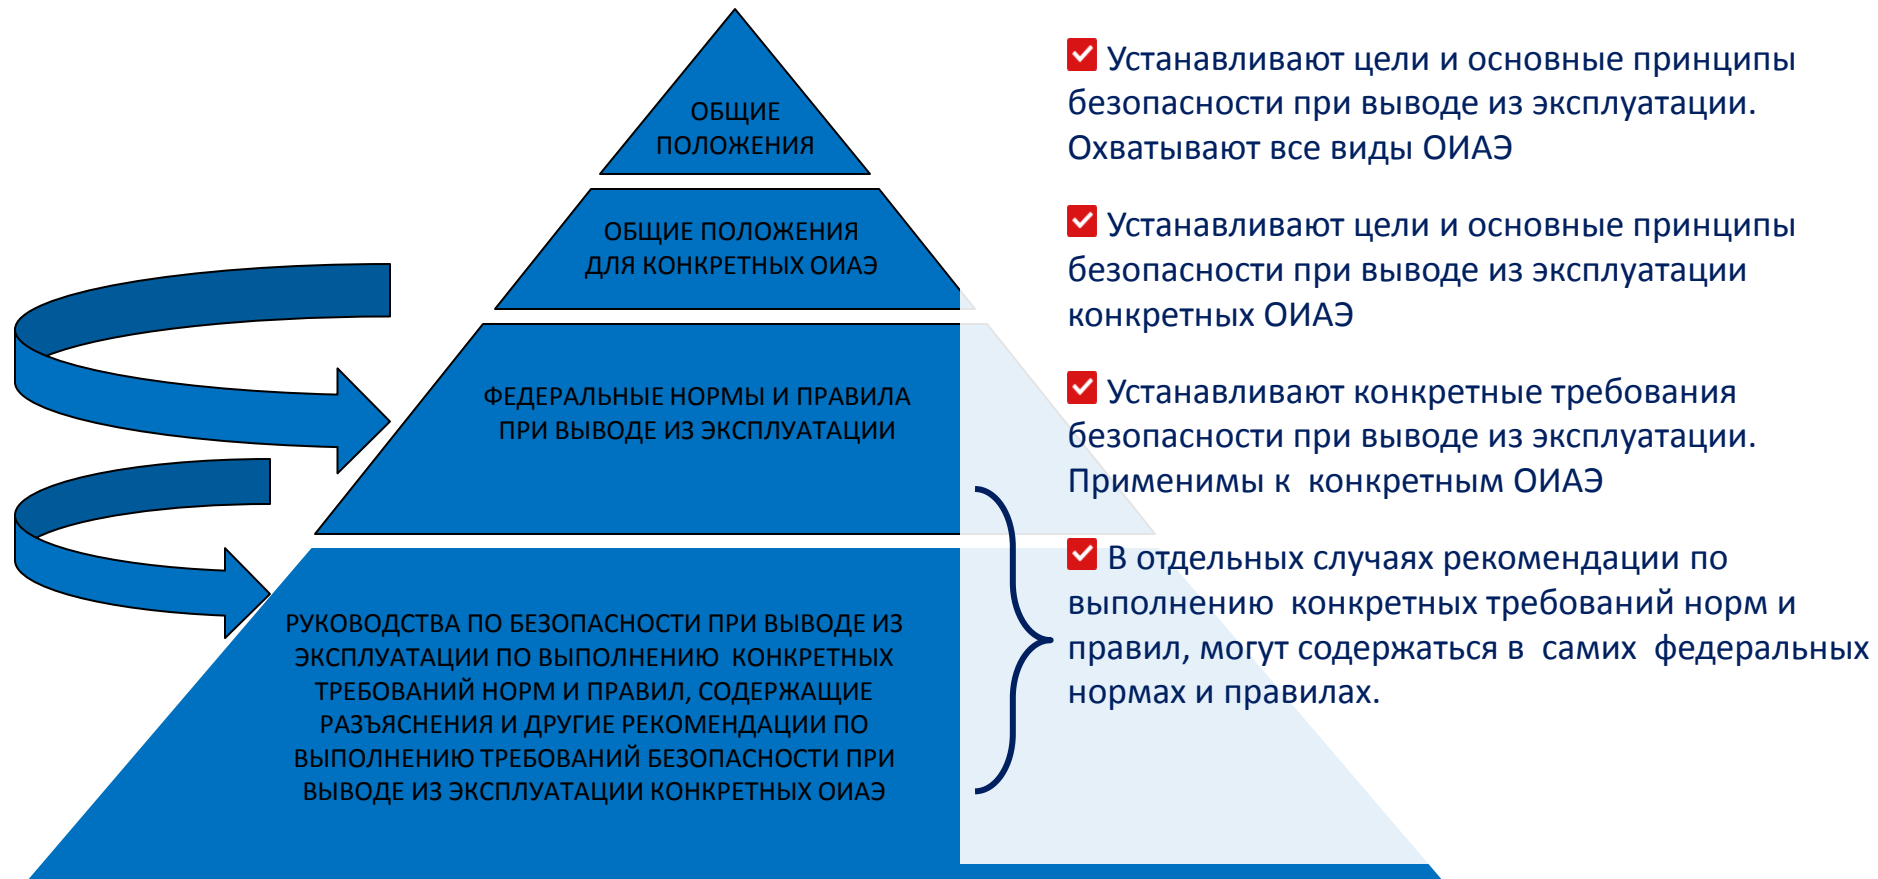 ОБЩИЕ
ПОЛОЖЕНИЯ
ОБЩИЕ ПОЛОЖЕНИЯ
ДЛЯ КОНКРЕТНЫХ ОИАЭ
ФЕДЕРАЛЬНЫЕ НОРМЫ И ПРАВИЛА
ПРИ ВЫВОДЕ ИЗ ЭКСПЛУАТАЦИИ
РУКОВОДСТВА ПО БЕЗОПАСНОСТИ ПРИ ВЫВОДЕ ИЗ
ЭКСПЛУАТАЦИИ ПО ВЫПОЛНЕНИЮ КОНКРЕТНЫХ
ТРЕБОВАНИЙ НОРМ И ПРАВИЛ, СОДЕРЖАЩИЕ
РАЗЪЯСНЕНИЯ И ДРУГИЕ РЕКОМЕНДАЦИИ ПО
ВЫПОЛНЕНИЮ ТРЕБОВАНИЙ БЕЗОПАСНОСТИ ПРИ
ВЫВОДЕ ИЗ ЭКСПЛУАТАЦИИ КОНКРЕТНЫХ ОИАЭ
Устанавливают цели и основные принципы
безопасности при выводе из эксплуатации.
Охватывают все виды ОИАЭ
Устанавливают цели и основные принципы
безопасности при выводе из эксплуатации
конкретных ОИАЭ
Устанавливают конкретные требования
безопасности при выводе из эксплуатации.
Применимы к конкретным ОИАЭ
В отдельных случаях рекомендации по
выполнению конкретных требований норм и
правил, могут содержаться в самих федеральных
нормах и правилах.